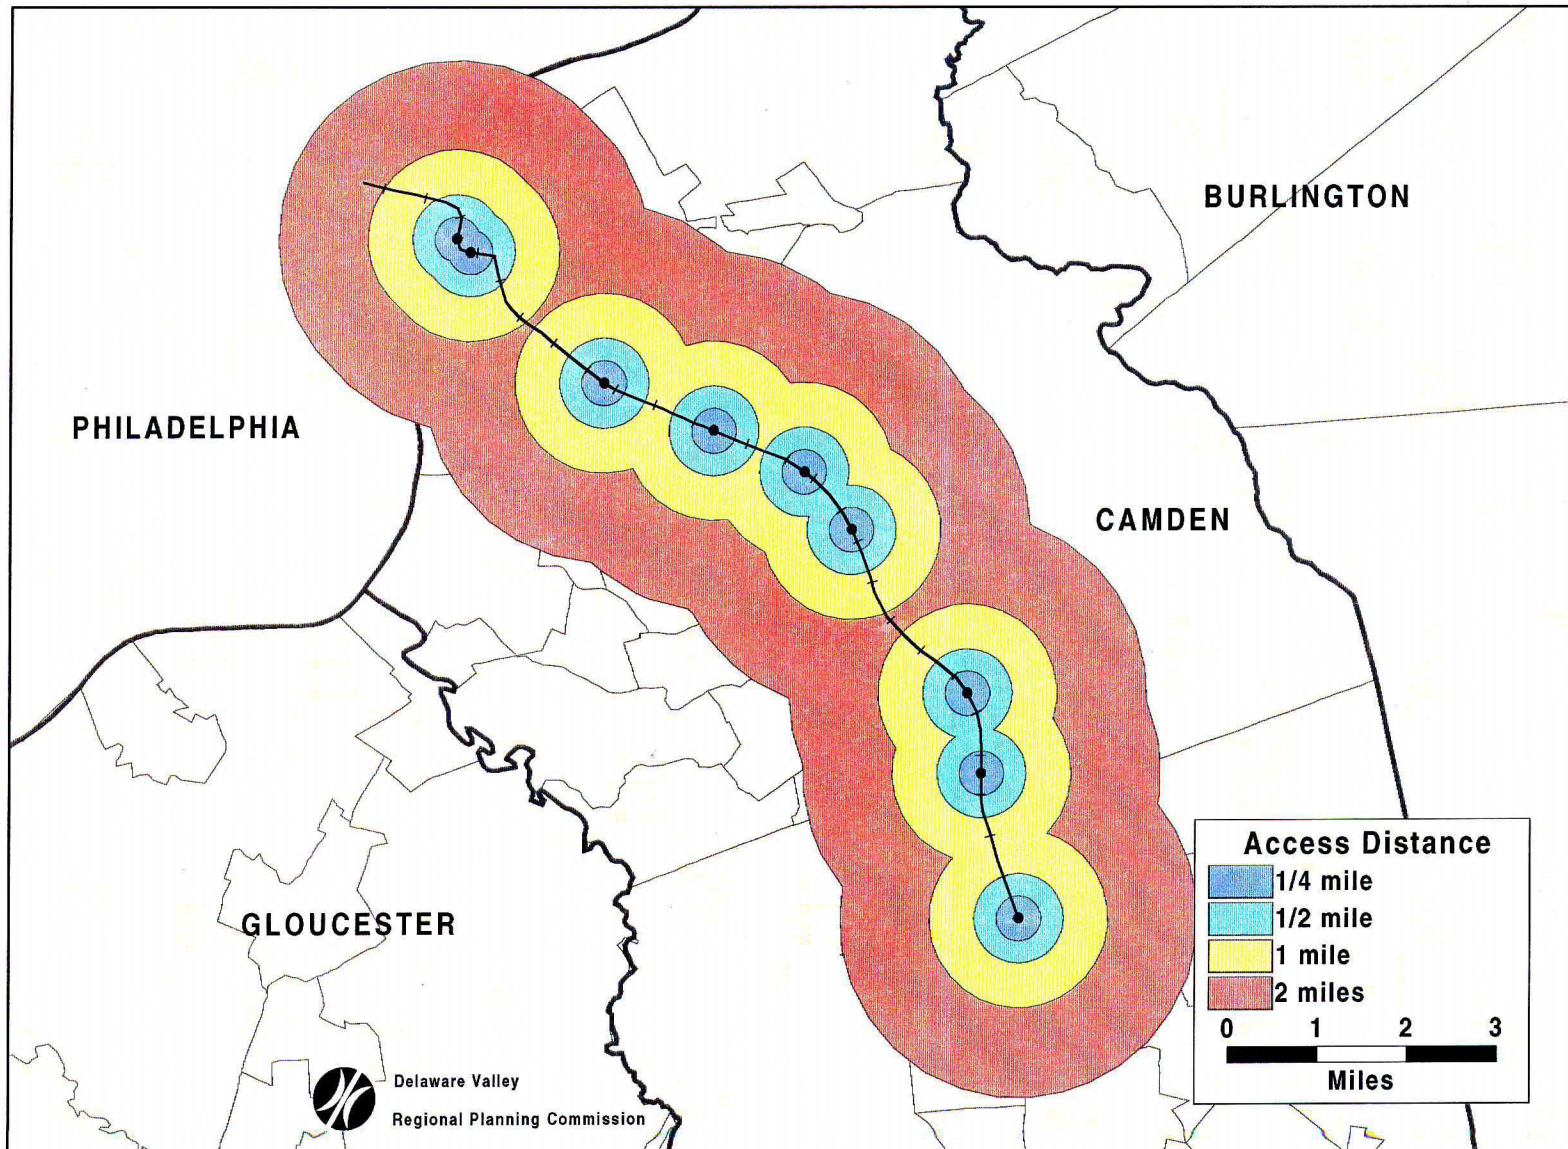 BURLINGTON
PHILADELPHIA
CAMDEN
GLOUCESTER
Access Distance
1/4 mile
1/2 mile
1 mile
2 miles
0 1 2 3
Miles
Delaware Valley
Regional Planning Commission